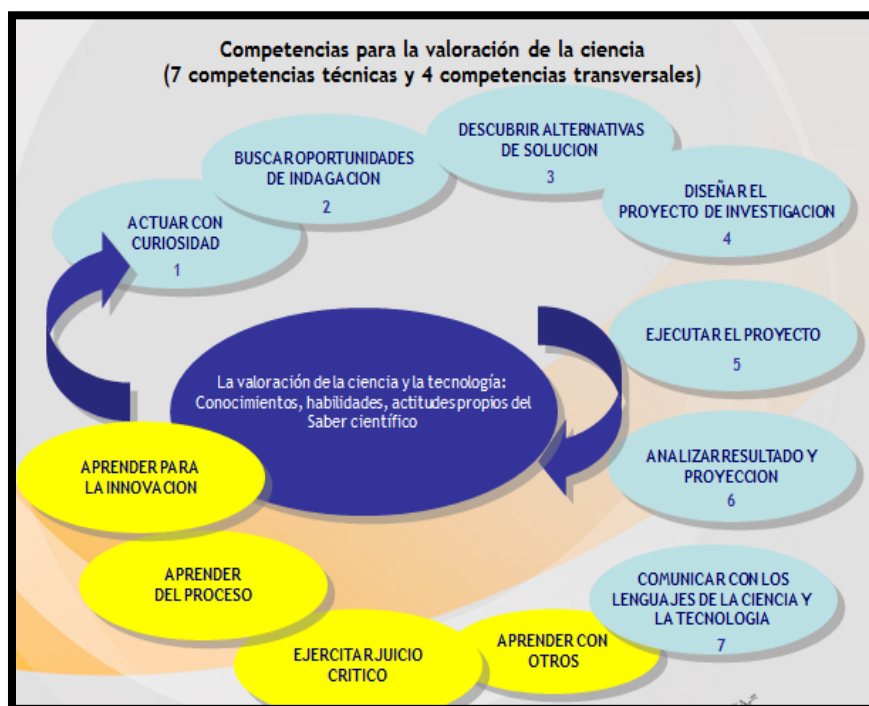 Competencias para la valoración de la ciencia
(7 competencias técnicas y 4 competencias transversales)
DESCUBRIR ALTERNATIVAS
DE SOLUCION
3
BUSCAR OPORTUNIDADES
DE INDAGACION
2
DISEÑAR EL
PROYECTO DE INVESTIGACION
4
ACTUAR CON
CURIOSIDAD
1
EJECUTAR EL PROYECTO
5
La valoración de la ciencia y la tecnología:
Conocimientos, habilidades, actitudes propios del
Saber científico
ANALIZAR RESULTADO Y
PROYECCION
6
APRENDER PARA
LA INNOVACION
APRENDER
DEL PROCESO
COMUNICAR CON LOS
LENGUAJES DE LA CIENCIA Y
LA TECNOLOGIA
7
EJERCITAR JUICIO
CRITICO
APRENDER CON
OTROS